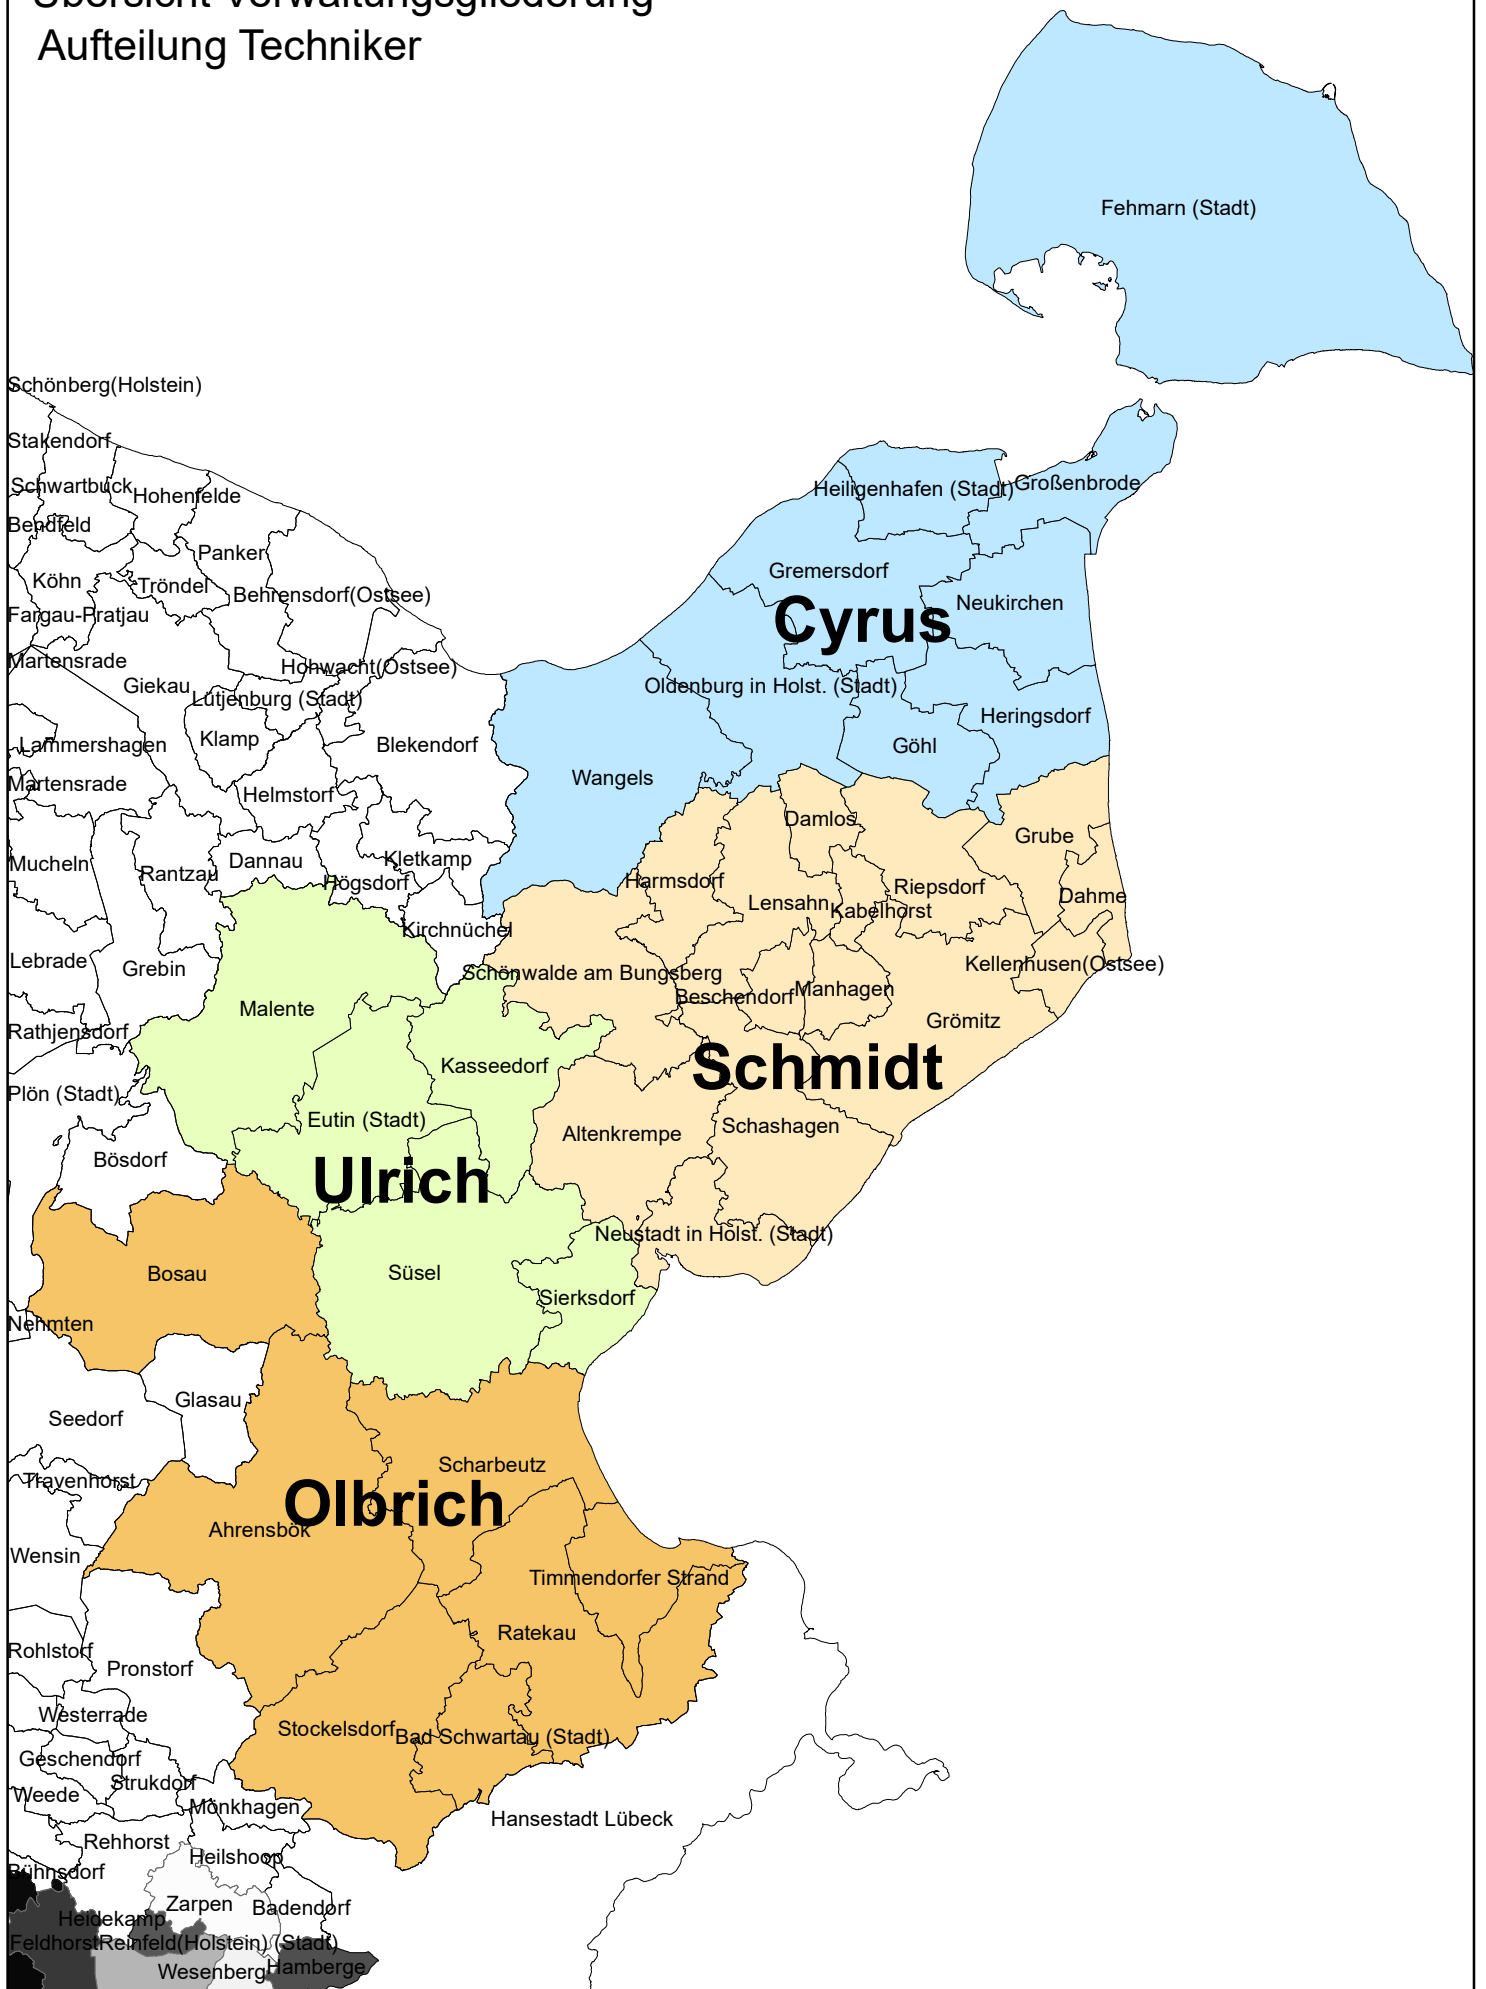 Übersicht Verwaltungsgliederung
Aufteilung Techniker
Fehmarn (Stadt)
Schönberg(Holstein)
Stakendorf
Schwartbuck
Hohenfelde
Heiligenhafen (Stadt)
Großenbrode
Bendfeld
Panker
Köhn
Tröndel
Behrensdorf(Ostsee)
Gremersdorf
Neukirchen
Fargau-Pratjau
Cyrus
Martensrade
Hohwacht(Ostsee)
Giekau
Lütjenburg (Stadt)
Oldenburg in Holst. (Stadt)
Heringsdorf
Lammershagen
Klamp
Blekendorf
Göhl
Martensrade
Helmstorf
Wangels
Damlos
Grube
Mucheln
Rantzau
Dannau
Kletkamp
Högsdorf
Harmsdorf
Lensahn
Kabelhorst
Riepsdorf
Dahme
Kirchnüchel
Lebrade
Grebin
Schönwalde am Bungsberg
Kellenhusen(Ostsee)
Beschendorf
Manhagen
Malente
Grömitz
Rathjensdorf
Kasseedorf
Schmidt
Plön (Stadt)
Eutin (Stadt)
Altenkrempe
Schashagen
Bösdorf
Ulrich
Neustadt in Holst. (Stadt)
Bosau
Süsel
Sierksdorf
Nehmten
Glasau
Seedorf
Scharbeutz
Travenhorst
Olbrich
Ahrensbök
Wensin
Timmendorfer Strand
Ratekau
Rohlstorf
Pronstorf
Westerrade
Stockelsdorf
Bad Schwartau (Stadt)
Geschendorf
Strukdorf
Weede
Mönkhagen
Hansestadt Lübeck
Rehhorst
Heilshoop
Bühnsdorf
Zarpen
Badendorf
Heidekamp
Feldhorst
Reinfeld(Holstein) (Stadt)
Wesenberg
Hamberge